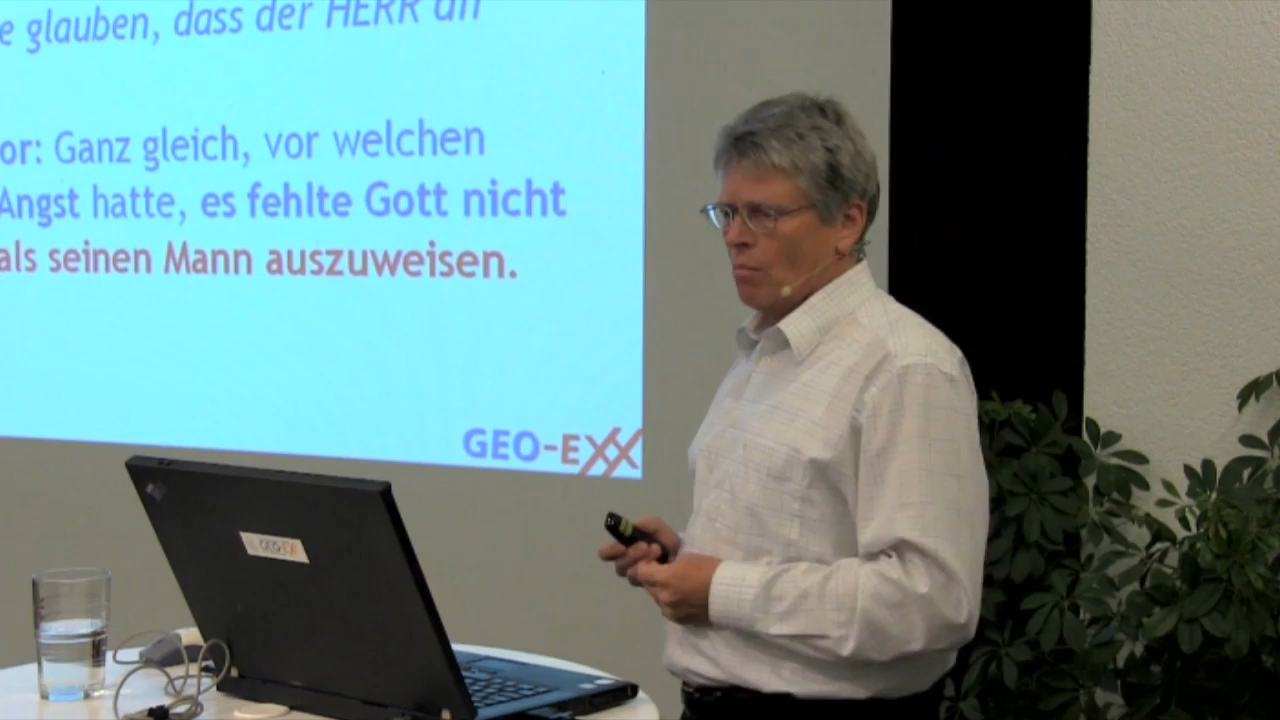 e glauben, dass der HERR an
or: Ganz gleich, vor welchen
Angst hatte, es fehlte Gott nicht
als seinen Mann auszuweisen.
GEO-EXX